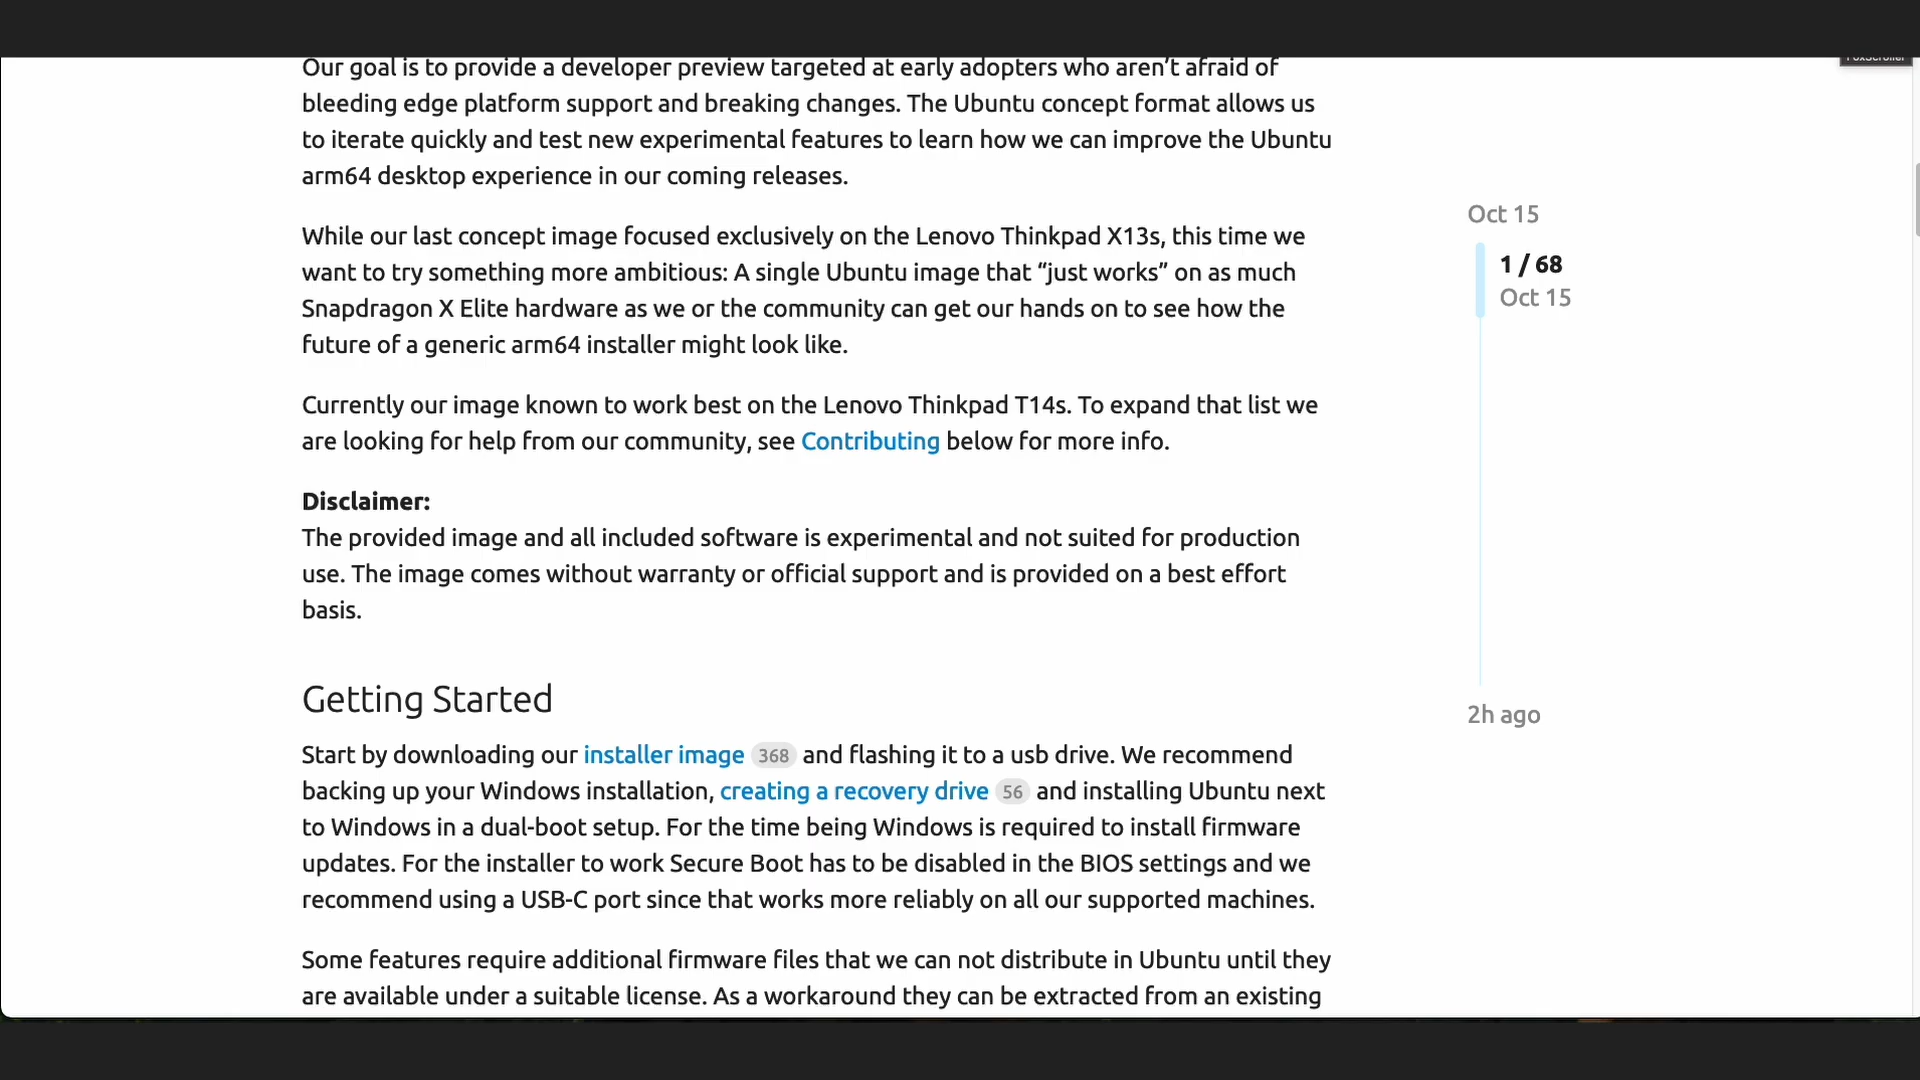 Our goal is to provide a developer preview targeted at early adopters who aren’t afraid of
bleeding edge platform support and breaking changes. The Ubuntu concept format allows us
to iterate quickly and test new experimental features to learn how we can improve the Ubuntu
arm64 desktop experience in our coming releases.
While our last concept image focused exclusively on the Lenovo Thinkpad X13s, this time we
want to try something more ambitious: A single Ubuntu image that “just works” on as much
Snapdragon X Elite hardware as we or the community can get our hands on to see how the
future of a generic arm64 installer might look like.
Currently our image known to work best on the Lenovo Thinkpad T14s. To expand that list we
are looking for help from our community, see Contributing below for more info.
Disclaimer:
The provided image and all included software is experimental and not suited for production
use. The image comes without warranty or official support and is provided on a best effort
basis.
Getting Started
Start by downloading our installer image 368 and flashing it to a usb drive. We recommend
backing up your Windows installation, creating a recovery drive 56 and installing Ubuntu next
to Windows in a dual-boot setup. For the time being Windows is required to install firmware
updates. For the installer to work Secure Boot has to be disabled in the BIOS settings and we
recommend using a USB-C port since that works more reliably on all our supported machines.
Some features require additional firmware files that we can not distribute in Ubuntu until they
are available under a suitable license. As a workaround they can be extracted from an existing
Oct 15
1 / 68
Oct 15
2h ago